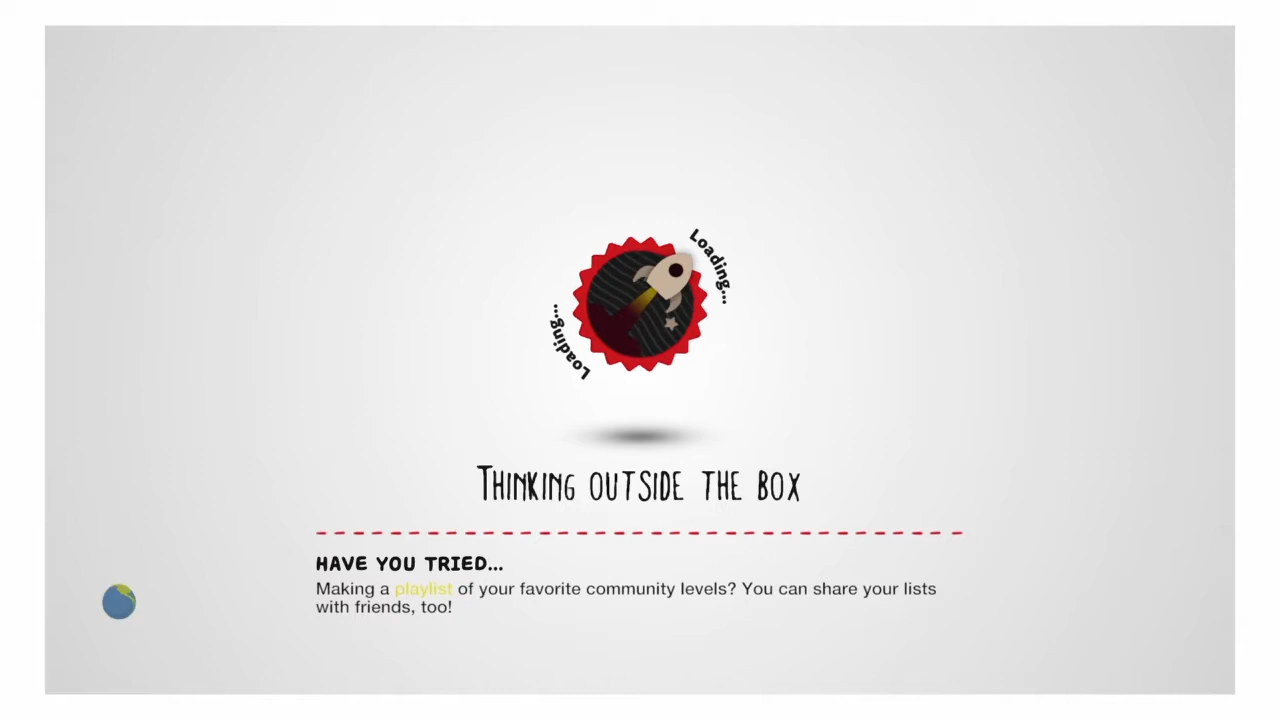 Loading...
Loading...
THINKING OUTSIDE THE BOX
HAVE YOU TRIED...
Making a playlist of your favorite community levels? You can share your lists
with friends, too!